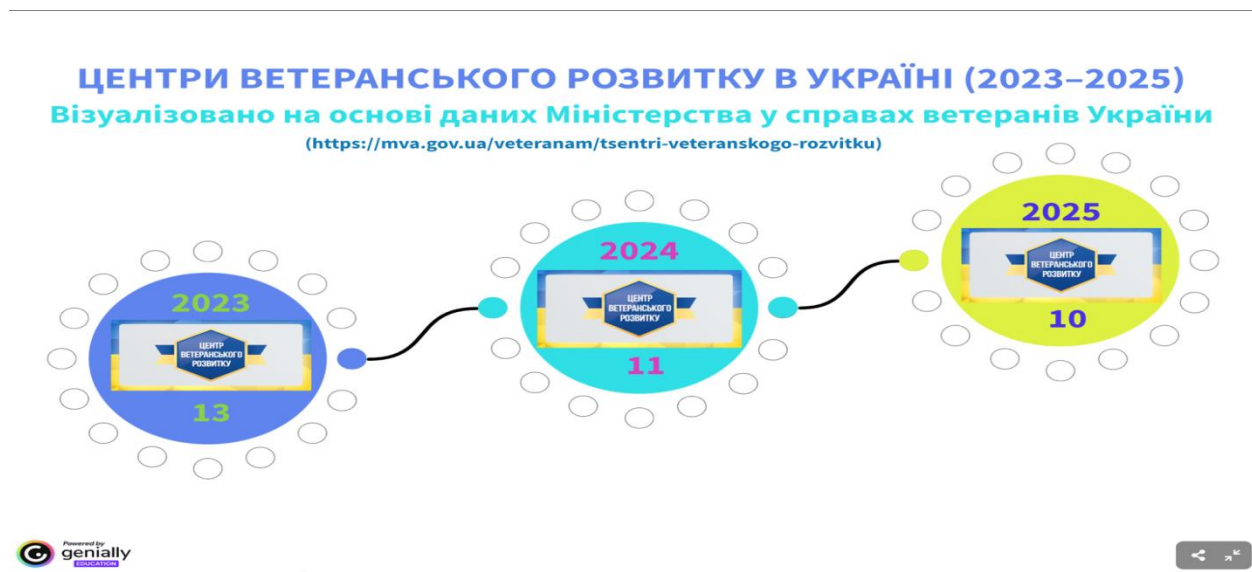 ЦЕНТРИ ВЕТЕРАНСЬКОГО РОЗВИТКУ В УКРАЇНІ (2023–2025)
Візуалізовано на основі даних Міністерства у справах ветеранів України
(https://mva.gov.ua/veteranam/tsentri-veteranskogo-rozvitku)
2023
ЦЕНТР
ВЕТЕРАНСЬКОГО
РОЗВИТКУ
13
2024
ЦЕНТР
ВЕТЕРАНСЬКОГО
РОЗВИТКУ
11
2025
ЦЕНТР
ВЕТЕРАНСЬКОГО
РОЗВИТКУ
10
Powered by
genially
EDUCATION